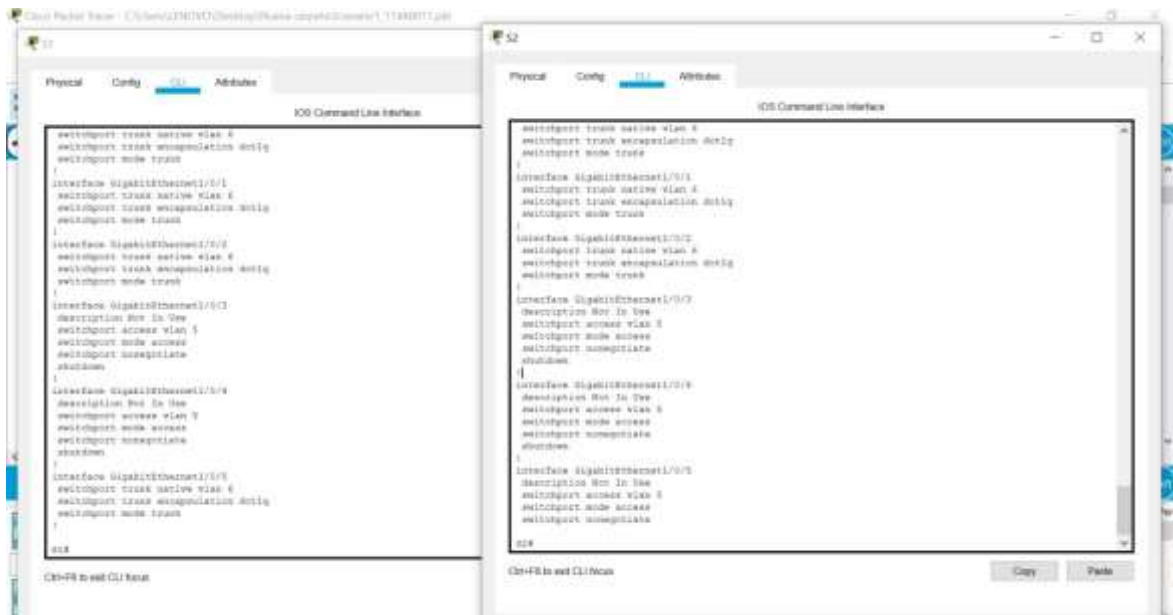 Cisco Packet Tracer
S1
Physical Config CLI Attributes
IOS Command Line Interface
switchport trunk native vlan 6
switchport trunk encapsulation dot1q
switchport mode trunk
!
interface GigabitEthernet1/0/1
switchport trunk native vlan 6
switchport trunk encapsulation dot1q
switchport mode trunk
!
interface GigabitEthernet1/0/2
switchport trunk native vlan 6
switchport trunk encapsulation dot1q
switchport mode trunk
!
interface GigabitEthernet1/0/3
description Not In Use
switchport access vlan 5
switchport mode access
switchport nonegotiate
shutdown
!
interface GigabitEthernet1/0/4
description Not In Use
switchport access vlan 5
switchport mode access
switchport nonegotiate
shutdown
!
interface GigabitEthernet1/0/5
switchport trunk native vlan 6
switchport trunk encapsulation dot1q
switchport mode trunk
!
S1#
Ctrl+F6 to exit CLI focus
S2
Physical Config CLI Attributes
IOS Command Line Interface
switchport trunk native vlan 6
switchport trunk encapsulation dot1q
switchport mode trunk
!
interface GigabitEthernet1/0/1
switchport trunk native vlan 6
switchport trunk encapsulation dot1q
switchport mode trunk
!
interface GigabitEthernet1/0/2
switchport trunk native vlan 6
switchport trunk encapsulation dot1q
switchport mode trunk
!
interface GigabitEthernet1/0/3
description Not In Use
switchport access vlan 5
switchport mode access
switchport nonegotiate
shutdown
!
interface GigabitEthernet1/0/4
description Not In Use
switchport access vlan 5
switchport mode access
switchport nonegotiate
shutdown
!
interface GigabitEthernet1/0/5
description Not In Use
switchport access vlan 5
switchport mode access
switchport nonegotiate
S2#
Ctrl+F6 to exit CLI focus
Copy Paste